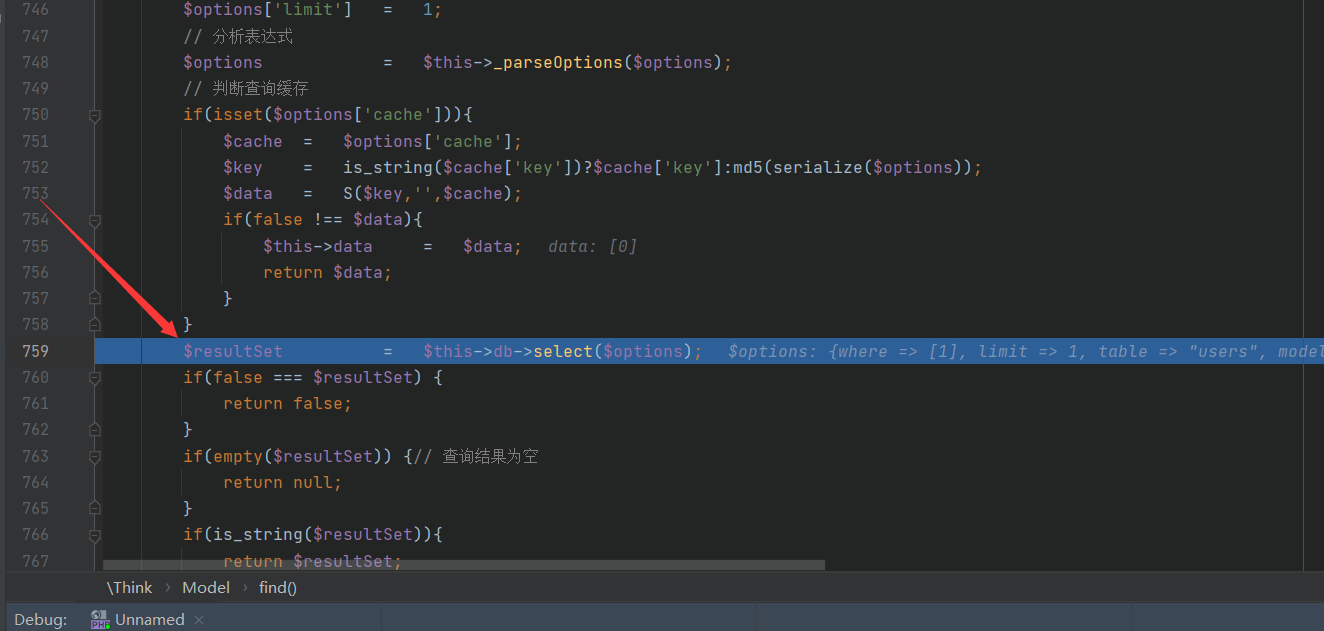 746 $options['limit'] = 1;
747 // 分析表达式
748 $options = $this->_parseOptions($options);
749 // 判断查询缓存
750 if(isset($options['cache'])){
751 $cache = $options['cache'];
752 $key = is_string($cache['key'])?$cache['key']:md5(serialize($options));
753 $data = S($key,'',$cache);
754 if(false !== $data){
755 $this->data = $data; data: [0]
756 return $data;
757 }
758 }
759 $resultSet = $this->db->select($options); $options: {where => [1], limit => 1, table => "users", model
760 if(false === $resultSet) {
761 return false;
762 }
763 if(empty($resultSet)) {// 查询结果为空
764 return null;
765 }
766 if(is_string($resultSet)){
767 return $resultSet;
\Think › Model › find()
Debug: Unnamed ×